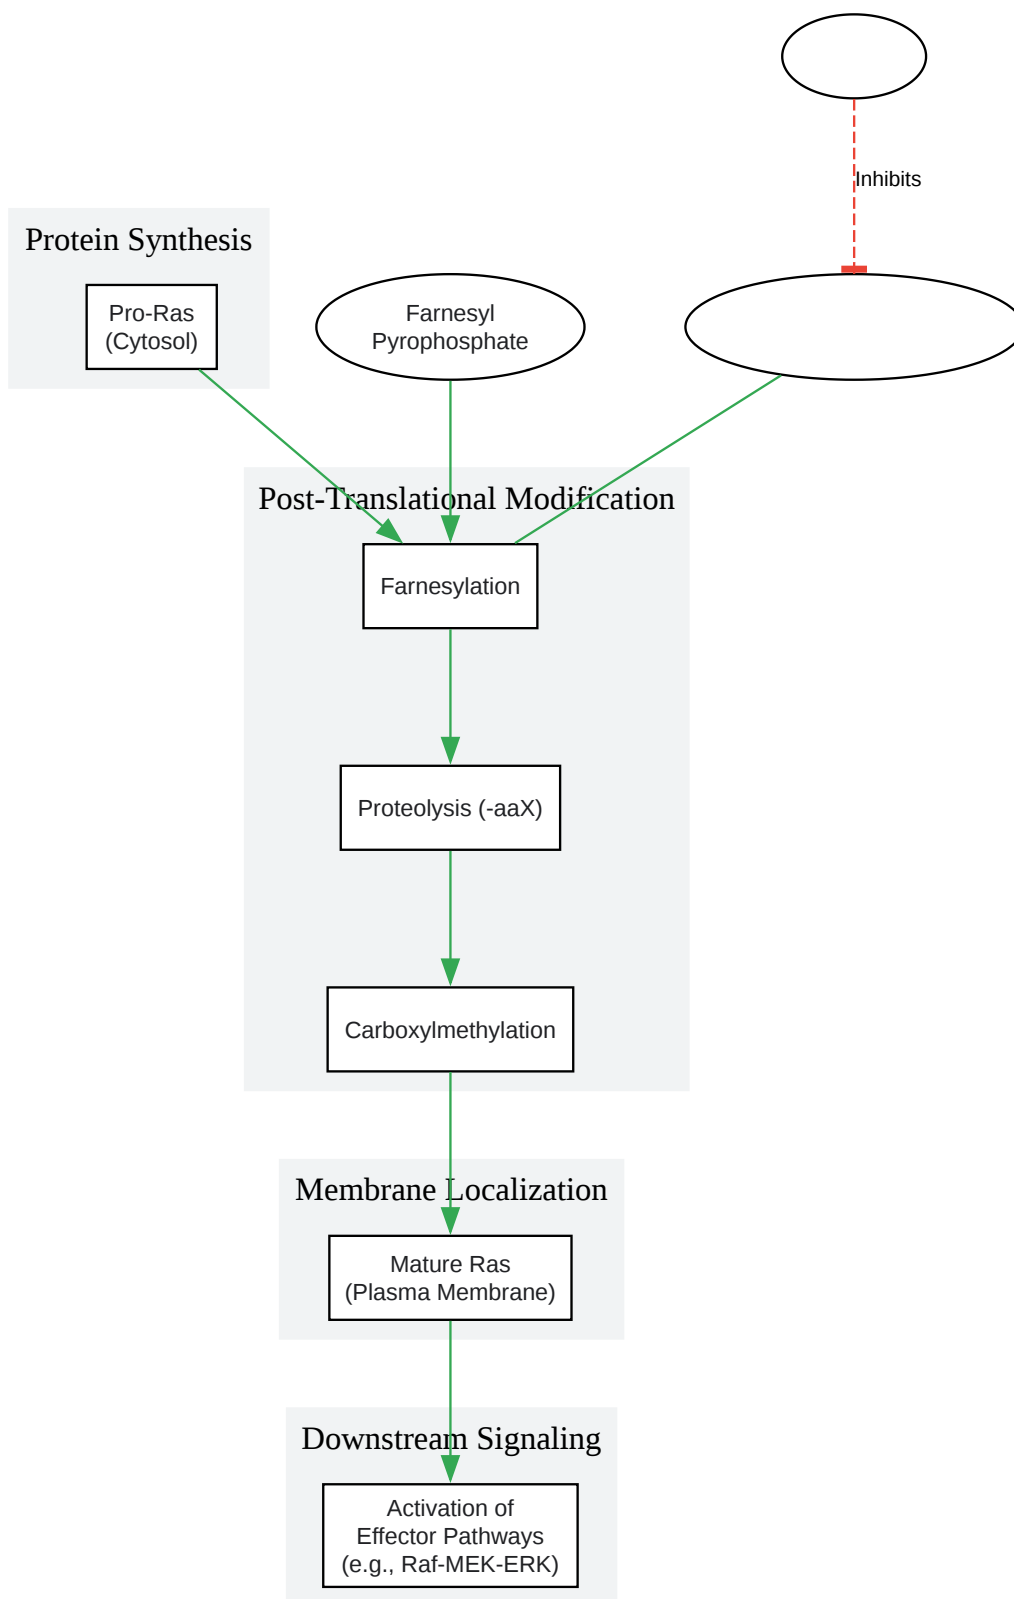 Inhibits
Protein Synthesis
Pro-Ras
(Cytosol)
Farnesyl
Pyrophosphate
Post-Translational Modification
Farnesylation
Proteolysis (-aaX)
Carboxylmethylation
Membrane Localization
Mature Ras
(Plasma Membrane)
Downstream Signaling
Activation of
Effector Pathways
(e.g., Raf-MEK-ERK)